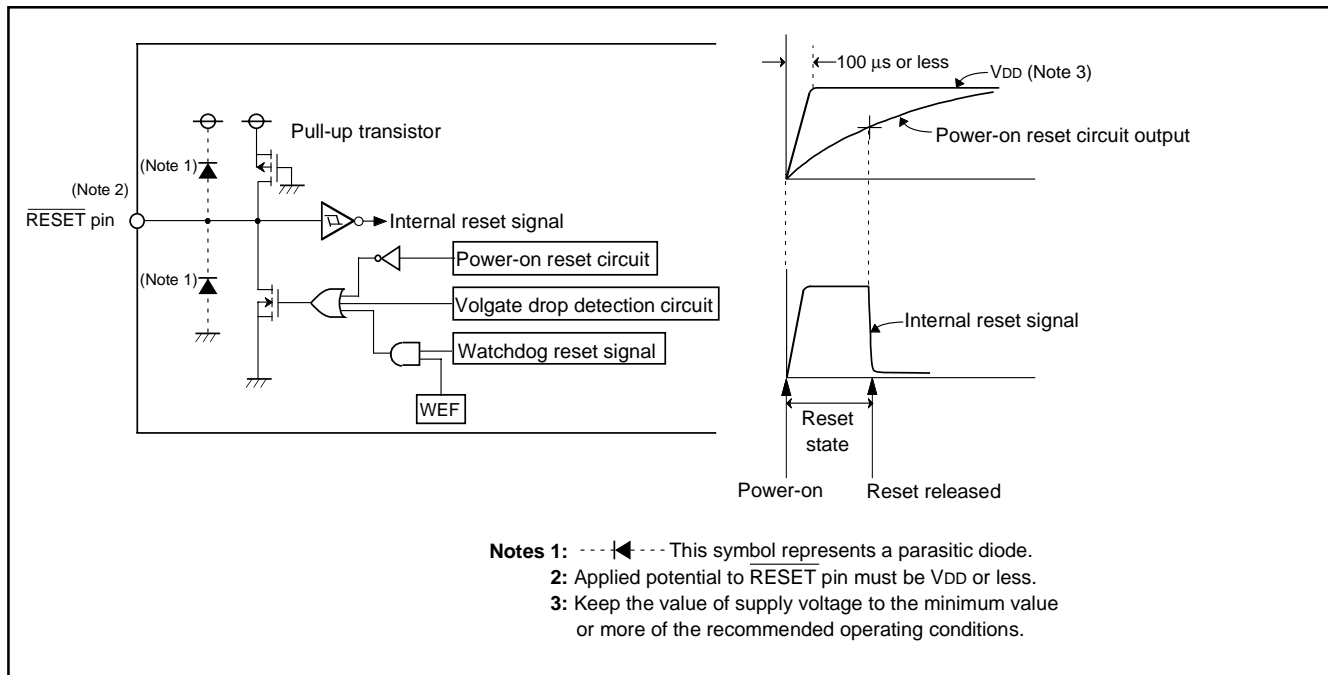 Pull-up transistor
(Note 1)
(Note 2)
RESET pin
Internal reset signal
(Note 1)
Power-on reset circuit
Volgate drop detection circuit
Watchdog reset signal
WEF
100 μs or less
VDD (Note 3)
Power-on reset circuit output
Internal reset signal
Reset
state
Power-on
Reset released
Notes 1: This symbol represents a parasitic diode.
2: Applied potential to RESET pin must be VDD or less.
3: Keep the value of supply voltage to the minimum value
or more of the recommended operating conditions.